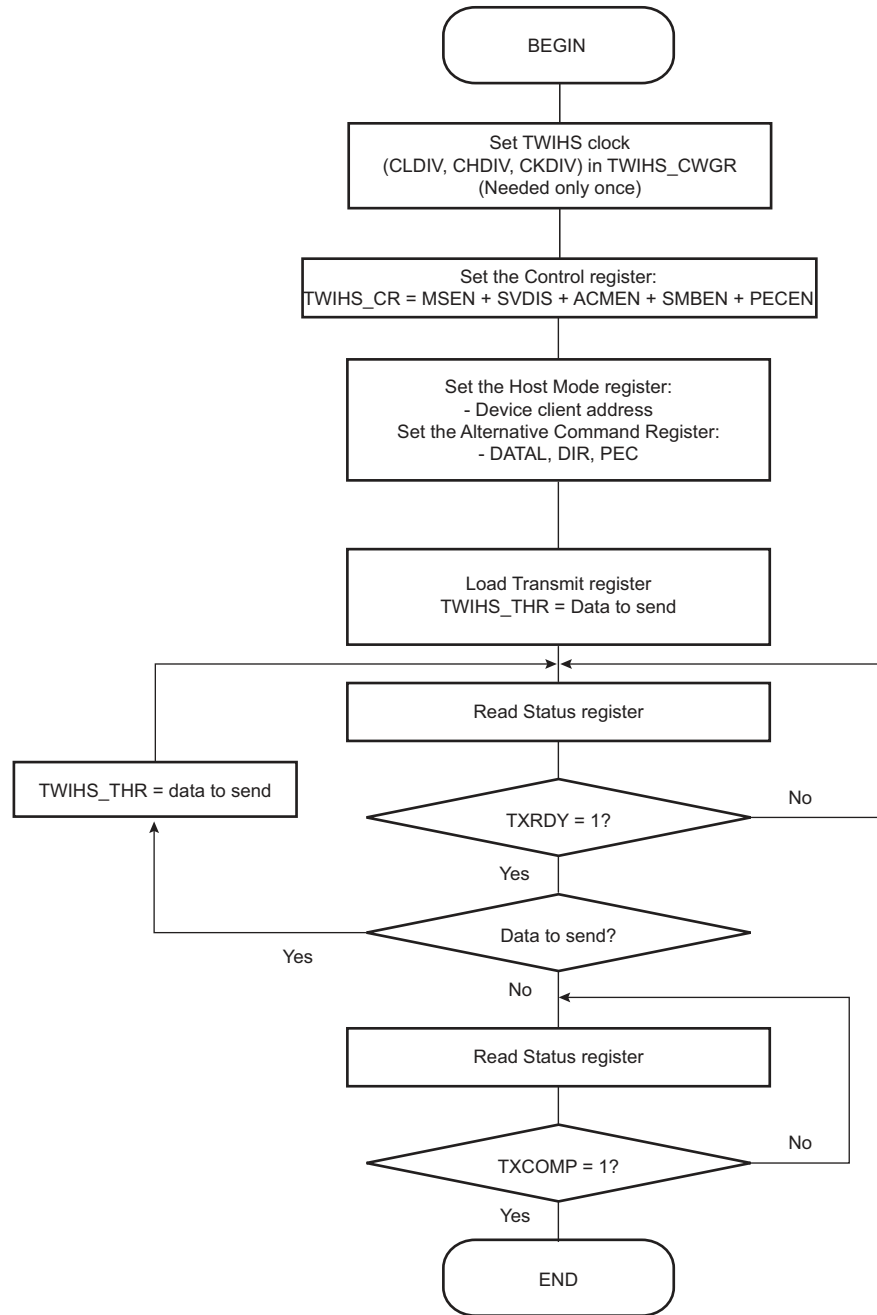 BEGIN
Set TWIHS clock
(CLDIV, CHDIV, CKDIV) in TWIHS_CWGR
(Needed only once)
Set the Control register:
TWIHS_CR = MSEN + SVDIS + ACMEN + SMBEN + PECEN
Set the Host Mode register:
- Device client address
Set the Alternative Command Register:
- DATAL, DIR, PEC
Load Transmit register
TWIHS_THR = Data to send
Read Status register
TWIHS_THR = data to send
TXRDY = 1?
No
Yes
Data to send?
Yes
No
Read Status register
TXCOMP = 1?
No
Yes
END